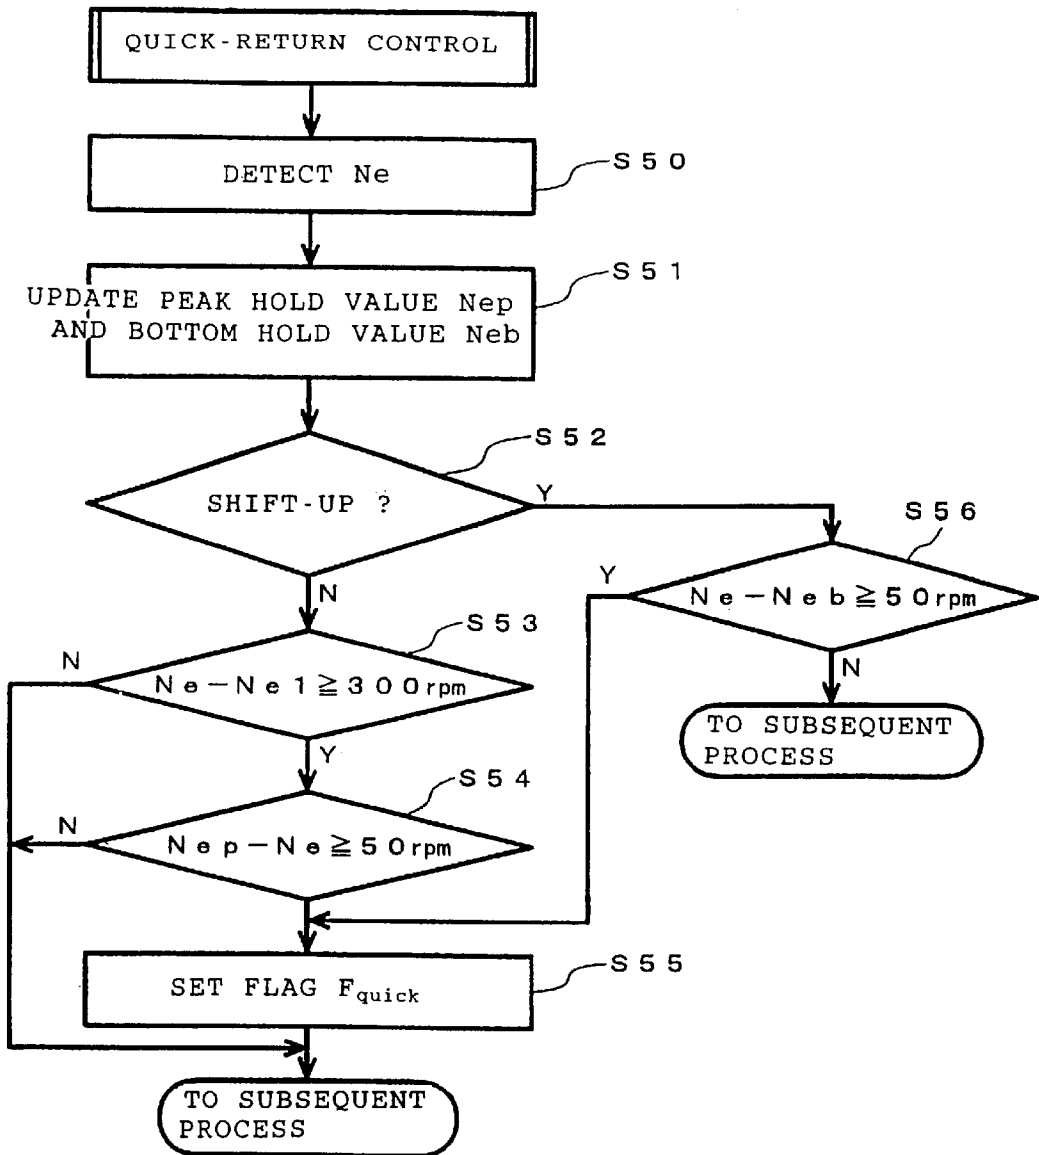 QUICK-RETURN CONTROL
DETECT Ne
S50
UPDATE PEAK HOLD VALUE Nep
AND BOTTOM HOLD VALUE Neb
S51
SHIFT-UP ?
S52
Y
N
Ne-Neb≧50rpm
S56
Y
N
TO SUBSEQUENT
PROCESS
Ne-Ne1≧300rpm
S53
N
Y
Nep-Ne≧50rpm
S54
N
SET FLAG Fquick
S55
TO SUBSEQUENT
PROCESS